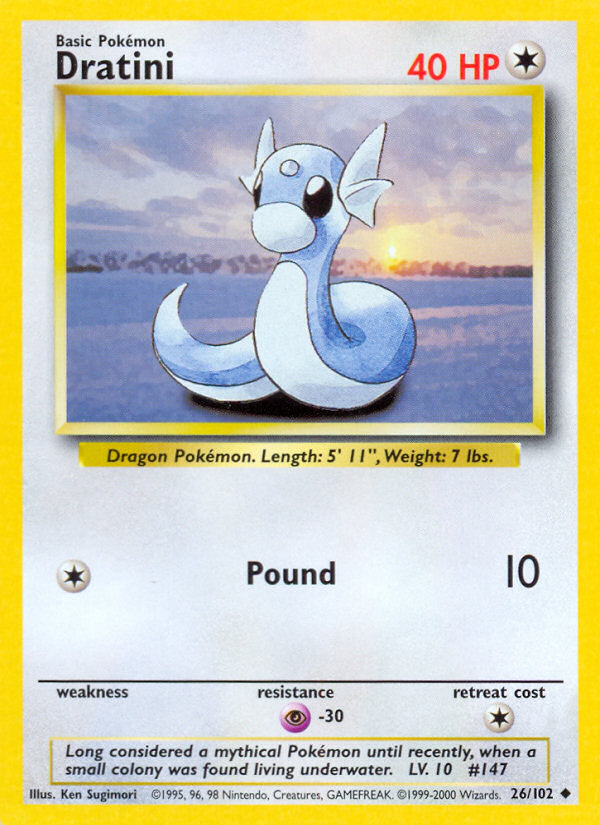 Basic Pokémon
Dratini 40 HP
Dragon Pokémon. Length: 5' 11", Weight: 7 lbs.
Pound 10
weakness resistance retreat cost
-30
Long considered a mythical Pokémon until recently, when a
small colony was found living underwater. LV. 10 #147
Illus. Ken Sugimori ©1995, 96, 98 Nintendo, Creatures, GAMEFREAK. ©1999-2000 Wizards. 26/102